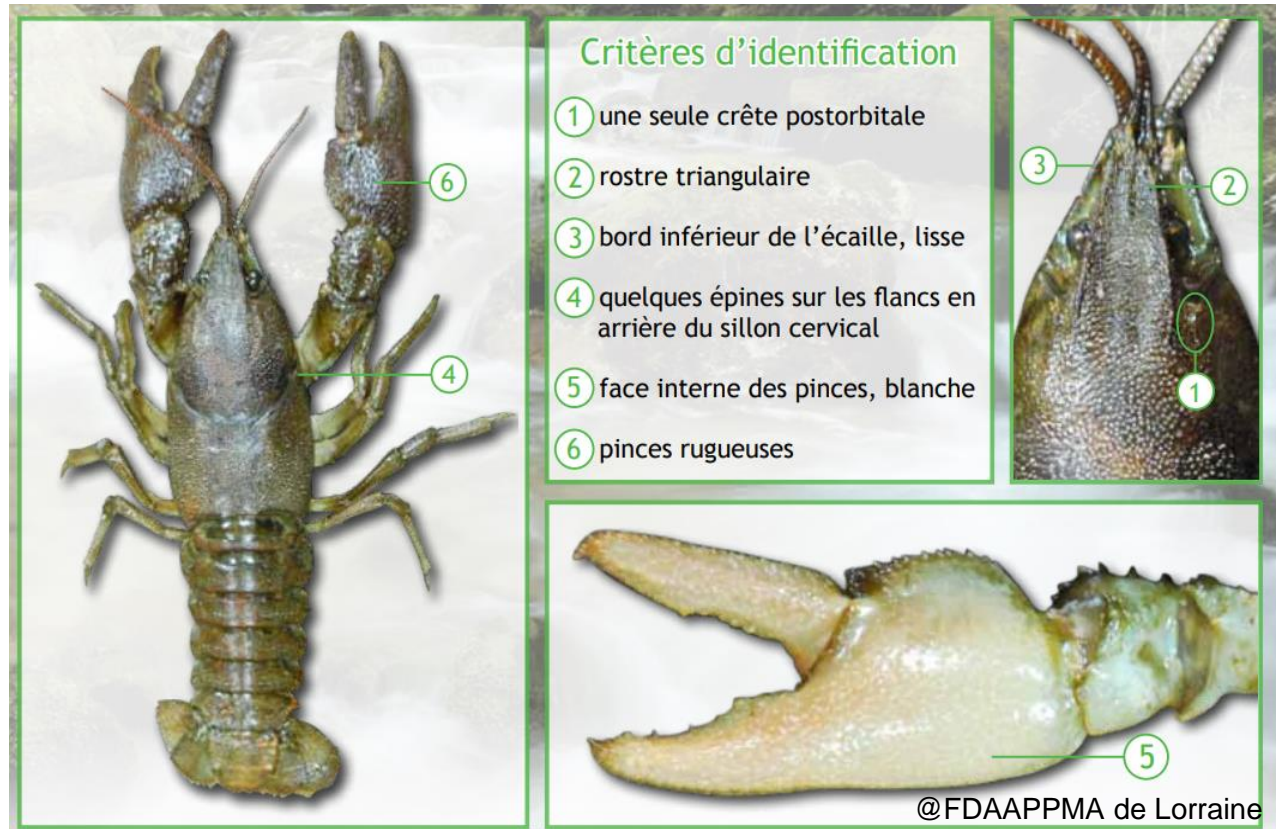 Critères d'identification
1 une seule crête postorbitale
2 rostre triangulaire
3 bord inférieur de l'écaille, lisse
4 quelques épines sur les flancs en
arrière du sillon cervical
5 face interne des pinces, blanche
6 pinces rugueuses
6
4
3
2
1
5
@FDAAPPMA de Lorraine